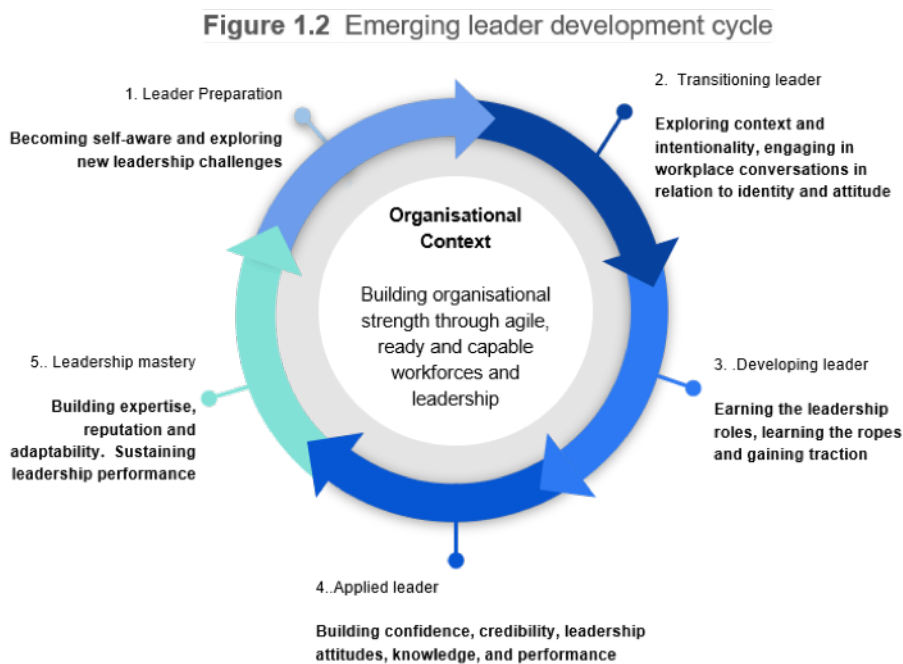 Figure 1.2 Emerging leader development cycle
1. Leader Preparation
Becoming self-aware and exploring
new leadership challenges
2. Transitioning leader
Exploring context and
intentionality, engaging in
workplace conversations in
relation to identity and attitude
Organisational
Context
Building organisational
strength through agile,
ready and capable
workforces and
leadership
3. .Developing leader
Earning the leadership
roles, learning the ropes
and gaining traction
4..Applied leader
Building confidence, credibility, leadership
attitudes, knowledge, and performance
5.. Leadership mastery
Building expertise,
reputation and
adaptability. Sustaining
leadership performance